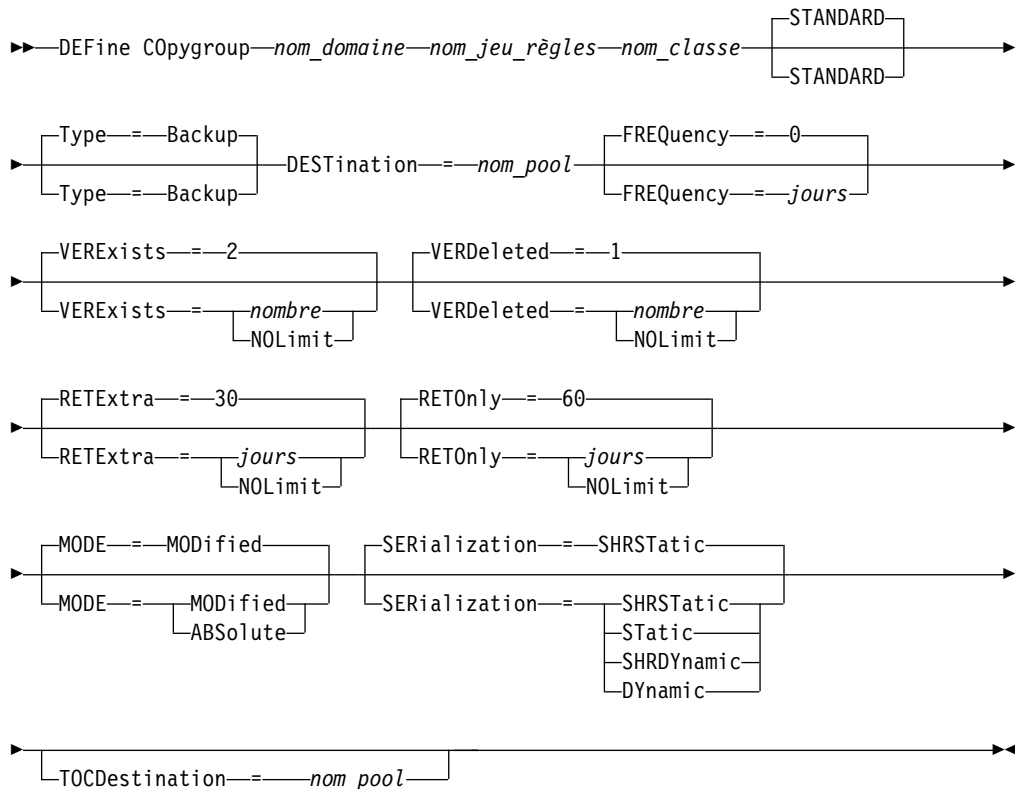 STANDARD
DEFine COpygroup nom_domaine nom_jeu_règles nom_classe
STANDARD
Type = Backup FREQuency = 0
DESTination = nom_pool
Type = Backup FREQuency = jours
VERExists = 2 VERDeleted = 1
VERExists = nombre VERDeleted = nombre
NOLimit NOLimit
RETExtra = 30 RETOnly = 60
RETExtra = jours RETOnly = jours
NOLimit NOLimit
MODE = MODified SERialization = SHRSTatic
MODE = MODified SERialization = SHRSTatic
ABSolute STatic
SHRDYnamic
DYnamic
TOCDestination = nom_pool